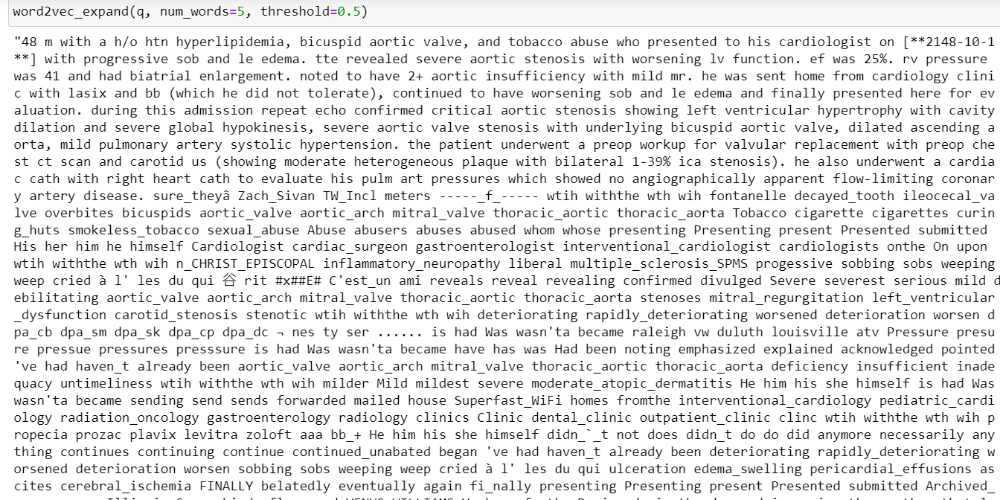 word2vec_expand(q, num_words=5, threshold=0.5)
"48 m with a h/o htn hyperlipidemia, bicuspid aortic valve, and tobacco abuse who presented to his cardiologist on [**2148-10-1
**] with progressive sob and le edema. tte revealed severe aortic stenosis with worsening lv function. ef was 25%. rv pressure
was 41 and had biatrial enlargement. noted to have 2+ aortic insufficiency with mild mr. he was sent home from cardiology clini
c with lasix and bb (which he did not tolerate), continued to have worsening sob and le edema and finally presented here for ev
aluation. during this admission repeat echo confirmed critical aortic stenosis showing left ventricular hypertrophy with cavity
dilation and severe global hypokinesis, severe aortic valve stenosis with underlying bicuspid aortic valve, dilated ascending a
orta, mild pulmonary artery systolic hypertension. the patient underwent a preop workup for valvular replacement with preop che
st ct scan and carotid us (showing moderate heterogeneous plaque with bilateral 1-39% ica stenosis). he also underwent a cardia
c cath with right heart cath to evaluate his pulm art pressures which showed no angiographically apparent flow-limiting coronar
y artery disease. sure_theyâ Zach_Sivan TW_Incl meters -----_f_----- wtih withthe wth wih fontanelle decayed_tooth ileocecal_va
lve overbites bicuspids aortic_valve aortic_arch mitral_valve thoracic_aortic thoracic_aorta Tobacco cigarette cigarettes curin
g_huts smokeless_tobacco sexual_abuse Abuse abusers abuses abused whom whose presenting Presenting present Presented submitted
His her him he himself Cardiologist cardiac_surgeon gastroenterologist interventional_cardiologist cardiologists onthe On upon
wtih withthe wth wih n_CHRIST_EPISCOPAL inflammatory_neuropathy liberal multiple_sclerosis_SPMS progessive sobbing sobs weeping
weep cried à l' les du qui 谷 rit #x##E# C'est_un ami reveals reveal revealing confirmed divulged Severe severest serious mild d
ebilitating aortic_valve aortic_arch mitral_valve thoracic_aortic thoracic_aorta stenoses mitral_regurgitation left_ventricular
_dysfunction carotid_stenosis stenotic wtih withthe wth wih deteriorating rapidly_deteriorating worsened deterioration worsen d
pa_cb dpa_sm dpa_sk dpa_cp dpa_dc ¬ nes ty ser ...... is had Was wasn'ta became raleigh vw duluth louisville atv Pressure presu
re pressue pressures presssure is had Was wasn'ta became have has was Had been noting emphasized explained acknowledged pointed
've had haven_t already been aortic_valve aortic_arch mitral_valve thoracic_aortic thoracic_aorta deficiency insufficient inade
quacy untimeliness wtih withthe wth wih milder Mild mildest severe moderate_atopic_dermatitis He him his she himself is had Was
wasn'ta became sending send sends forwarded mailed house Superfast_WiFi homes fromthe interventional_cardiology pediatric_cardi
ology radiation_oncology gastroenterology radiology clinics Clinic dental_clinic outpatient_clinic clinc wtih withthe wth wih p
ropecia prozac plavix levitra zoloft aaa bb_+ He him his she himself didn_`_t not does didn_t do do did anymore necessarily any
thing continues continuing continue continued_unabated began 've had haven_t already been deteriorating rapidly_deteriorating w
orsened deterioration worsen sobbing sobs weeping weep cried à l' les du qui ulceration edema_swelling pericardial_effusions as
cites cerebral_ischemia FINALLY belatedly eventually again fi_nally presenting Presenting present Presented submitted Archived_